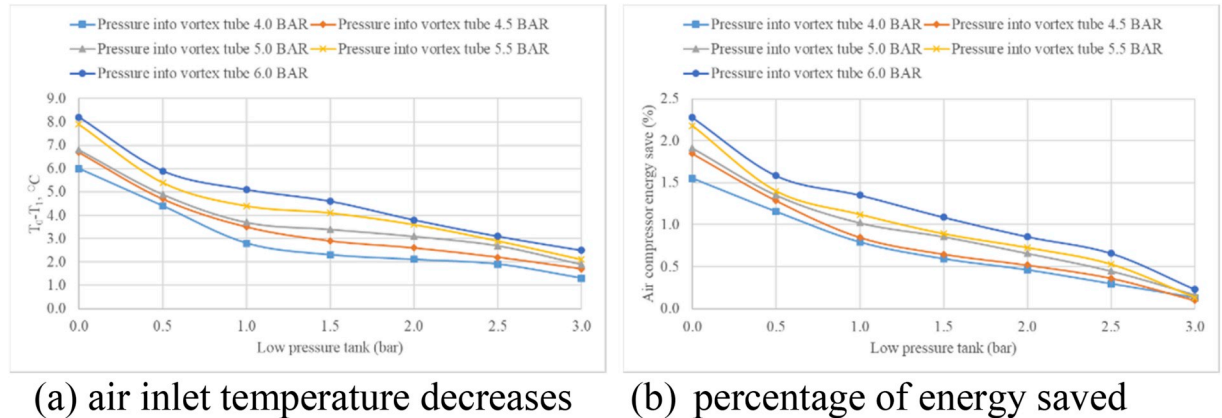 Pressure into vortex tube 4.0 BAR Pressure into vortex tube 4.5 BAR
Pressure into vortex tube 5.0 BAR Pressure into vortex tube 5.5 BAR
Pressure into vortex tube 6.0 BAR
9.0
8.0
7.0
6.0
5.0
4.0
3.0
2.0
1.0
0.0
T₀-T₁, °C
0.0 0.5 1.0 1.5 2.0 2.5 3.0
Low pressure tank (bar)
(a) air inlet temperature decreases
Pressure into vortex tube 4.0 BAR Pressure into vortex tube 4.5 BAR
Pressure into vortex tube 5.0 BAR Pressure into vortex tube 5.5 BAR
Pressure into vortex tube 6.0 BAR
2.5
2.0
1.5
1.0
0.5
0.0
Air compressor energy save (%)
0.0 0.5 1.0 1.5 2.0 2.5 3.0
Low pressure tank (bar)
(b) percentage of energy saved